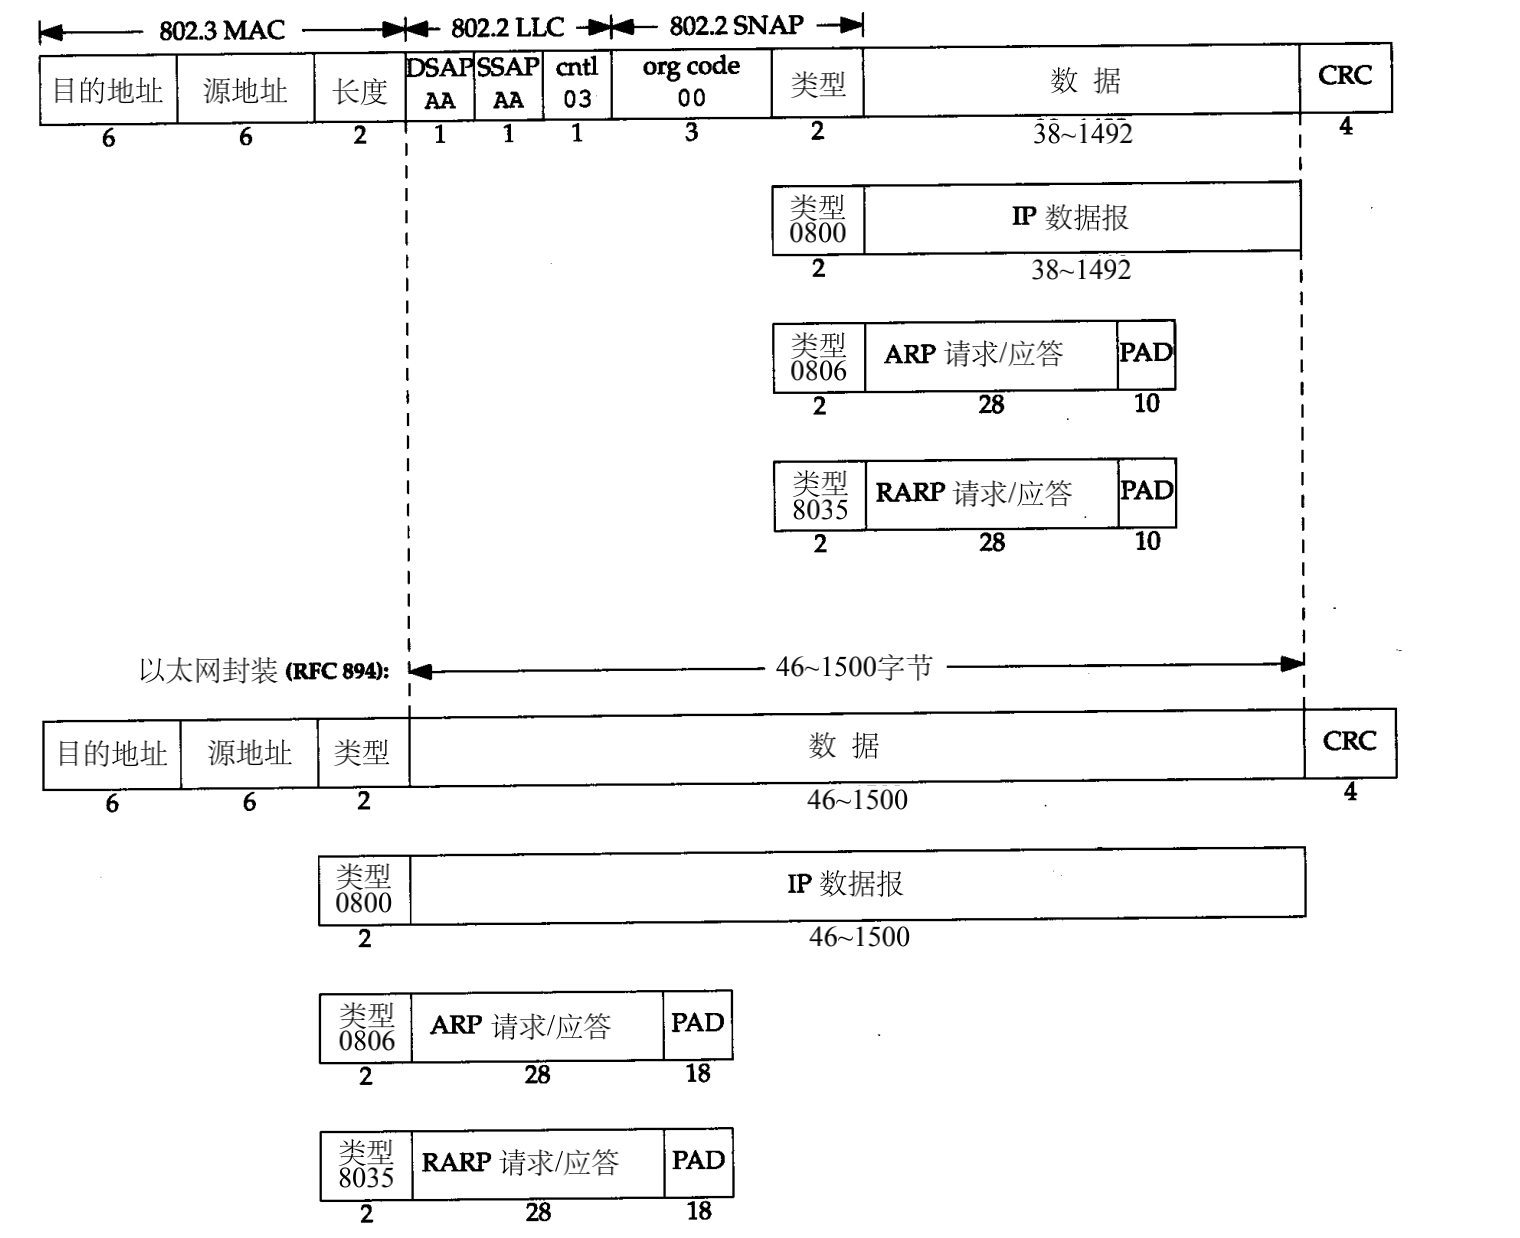 802.3 MAC 802.2 LLC 802.2 SNAP
目的地址 源地址 长度 DSAP AA SSAP AA cntl 03 org code 00 类型 数 据 CRC
6 6 2 1 1 1 3 2 38~1492 4
类型 0800 IP 数据报
2 38~1492
类型 0806 ARP 请求/应答 PAD
2 28 10
类型 8035 RARP 请求/应答 PAD
2 28 10
以太网封装 (RFC 894): 46~1500字节
目的地址 源地址 类型 数 据 CRC
6 6 2 46~1500 4
类型 0800 IP 数据报
2 46~1500
类型 0806 ARP 请求/应答 PAD
2 28 18
类型 8035 RARP 请求/应答 PAD
2 28 18